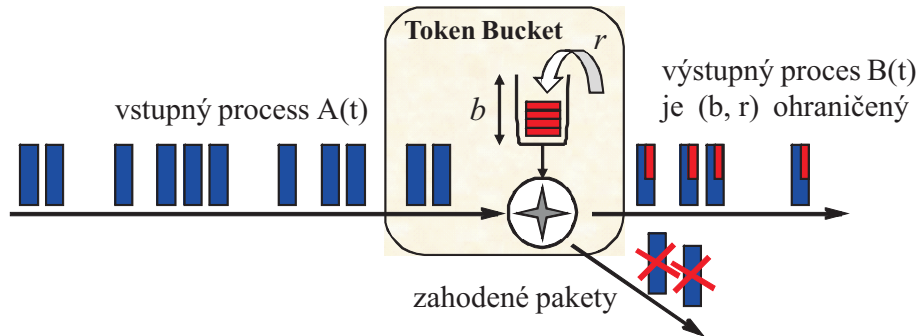 Token Bucket
r
b
vstupný process A(t)
výstupný proces B(t)
je (b, r) ohraničený
zahodené pakety